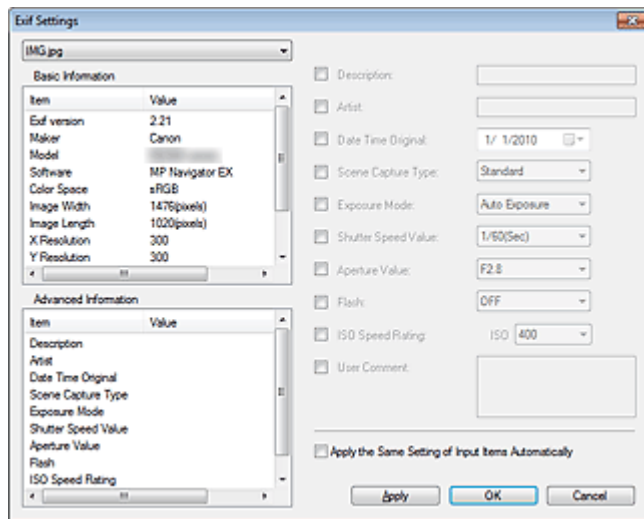 Exif Settings
IMG.jpg
Basic Information
Item Value
Exif version 2.21
Maker Canon
Model
Software MP Navigator EX
Color Space sRGB
Image Width 1476(pixels)
Image Length 1020(pixels)
X Resolution 300
Y Resolution 300
Advanced Information
Item Value
Description
Artist
Date Time Original
Scene Capture Type
Exposure Mode
Shutter Speed Value
Aperture Value
Flash
ISO Speed Rating
Description:
Artist:
Date Time Original: 1/ 1/2010
Scene Capture Type: Standard
Exposure Mode: Auto Exposure
Shutter Speed Value: 1/60(Sec)
Aperture Value: F2.8
Flash: OFF
ISO Speed Rating: ISO 400
User Comment:
Apply the Same Setting of Input Items Automatically
Apply OK Cancel